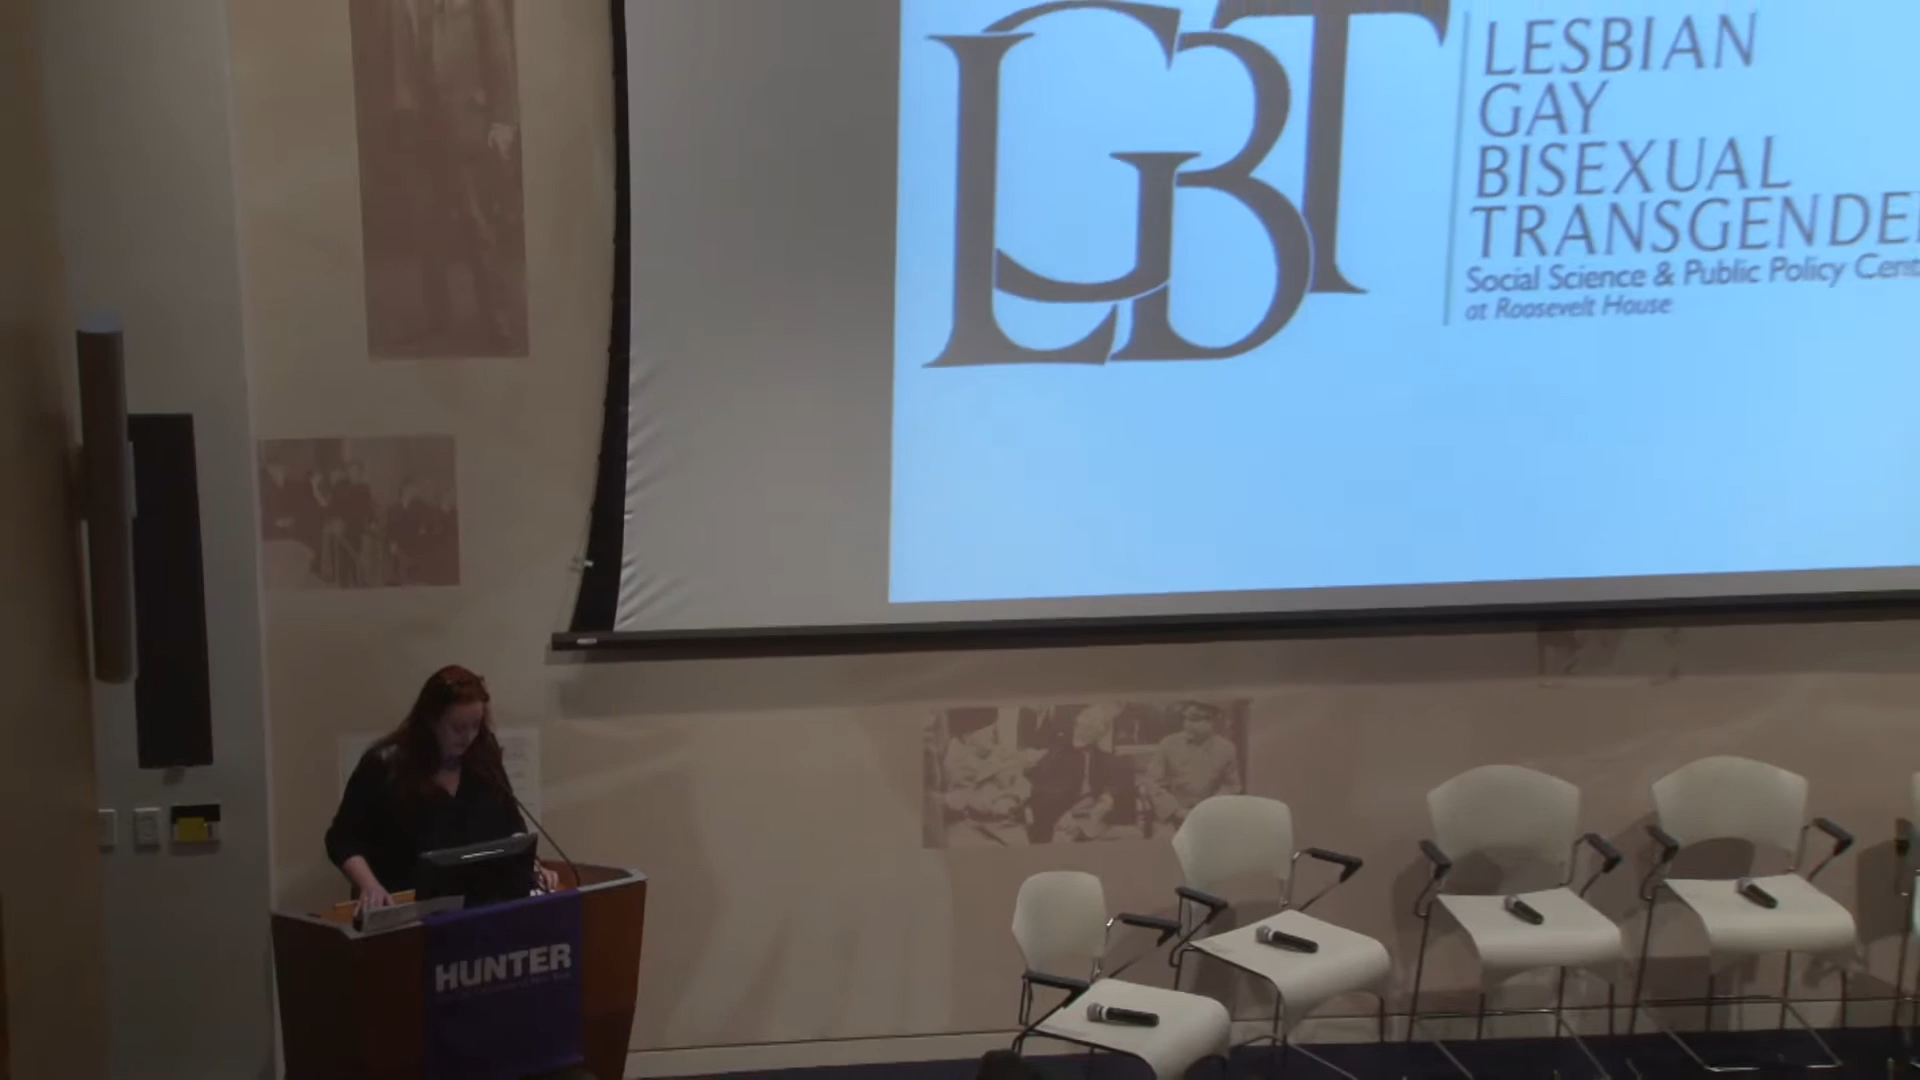 LGBT
LESBIAN
GAY
BISEXUAL
TRANSGENDE
Social Science & Public Policy Cent
at Roosevelt House
HUNTER